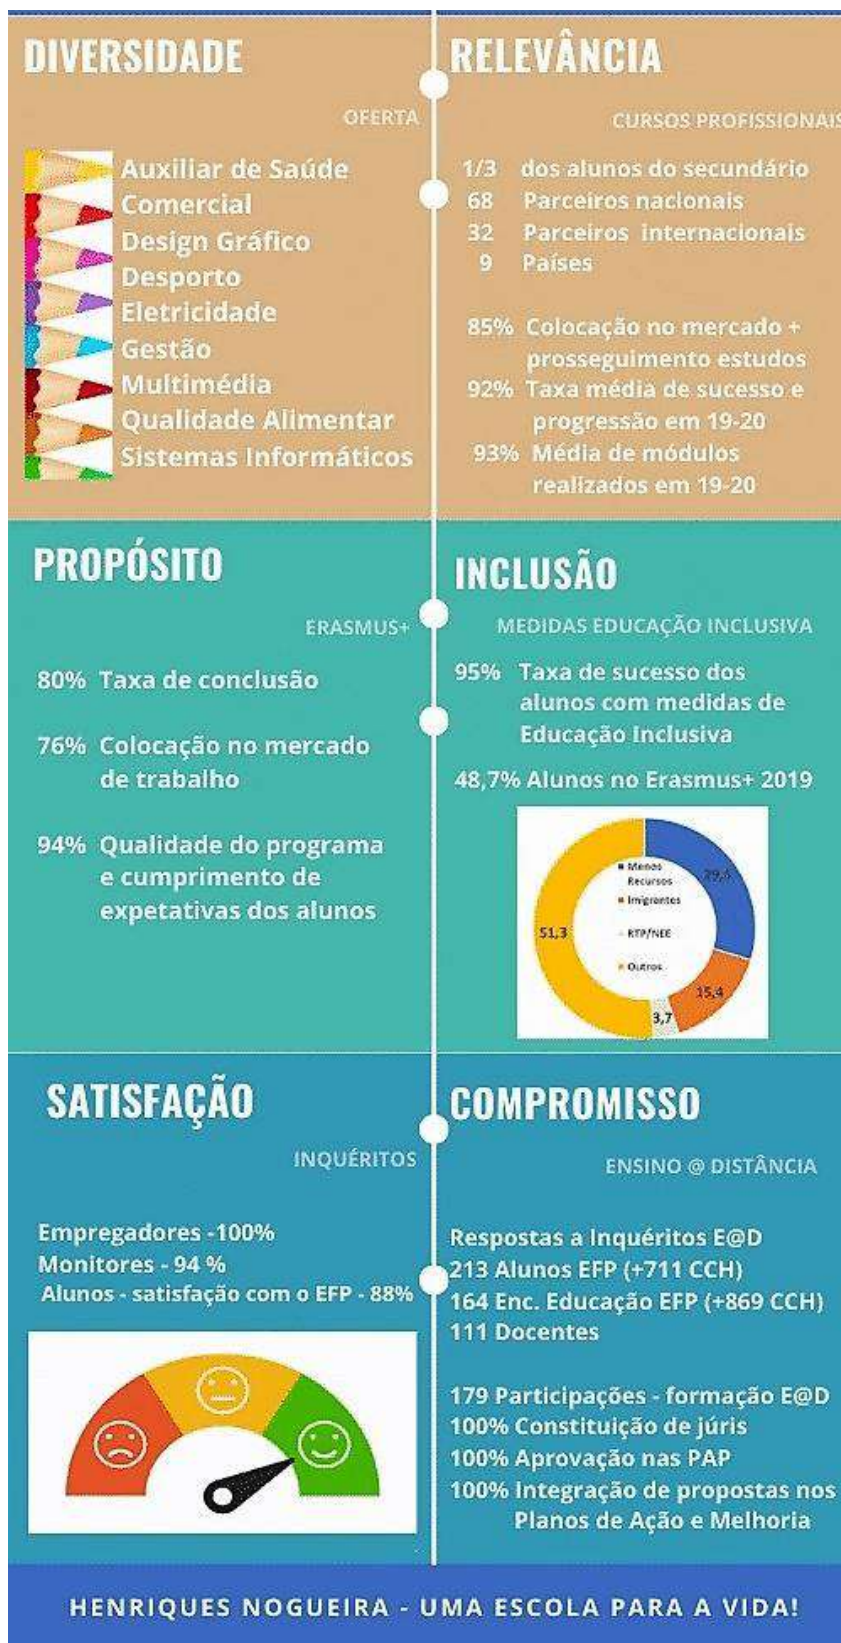 DIVERSIDADE
OFERTA
Auxiliar de Saúde
Comercial
Design Gráfico
Desporto
Eletricidade
Gestão
Multimédia
Qualidade Alimentar
Sistemas Informáticos
RELEVÂNCIA
CURSOS PROFISSIONAIS
1/3 dos alunos do secundário
68 Parceiros nacionais
32 Parceiros internacionais
9 Países
85% Colocação no mercado +
prosseguimento estudos
92% Taxa média de sucesso e
progressão em 19-20
93% Média de módulos
realizados em 19-20
PROPÓSITO
ERASMUS+
80% Taxa de conclusão
76% Colocação no mercado
de trabalho
94% Qualidade do programa
e cumprimento de
expetativas dos alunos
INCLUSÃO
MEDIDAS EDUCAÇÃO INCLUSIVA
95% Taxa de sucesso dos
alunos com medidas de
Educação Inclusiva
48,7% Alunos no Erasmus+ 2019
Menos
Recursos
Imigrantes
RTP/NEE
Outros
51,3
15,4
3,7
SATISFAÇÃO
INQUÉRITOS
Empregadores -100%
Monitores - 94 %
Alunos - satisfação com o EFP - 88%
COMPROMISSO
ENSINO @ DISTÂNCIA
Respostas a Inquéritos E@D
213 Alunos EFP (+711 CCH)
164 Enc. Educação EFP (+869 CCH)
111 Docentes
179 Participações - formação E@D
100% Constituição de júris
100% Aprovação nas PAP
100% Integração de propostas nos
Planos de Ação e Melhoria
HENRIQUES NOGUEIRA - UMA ESCOLA PARA A VIDA!